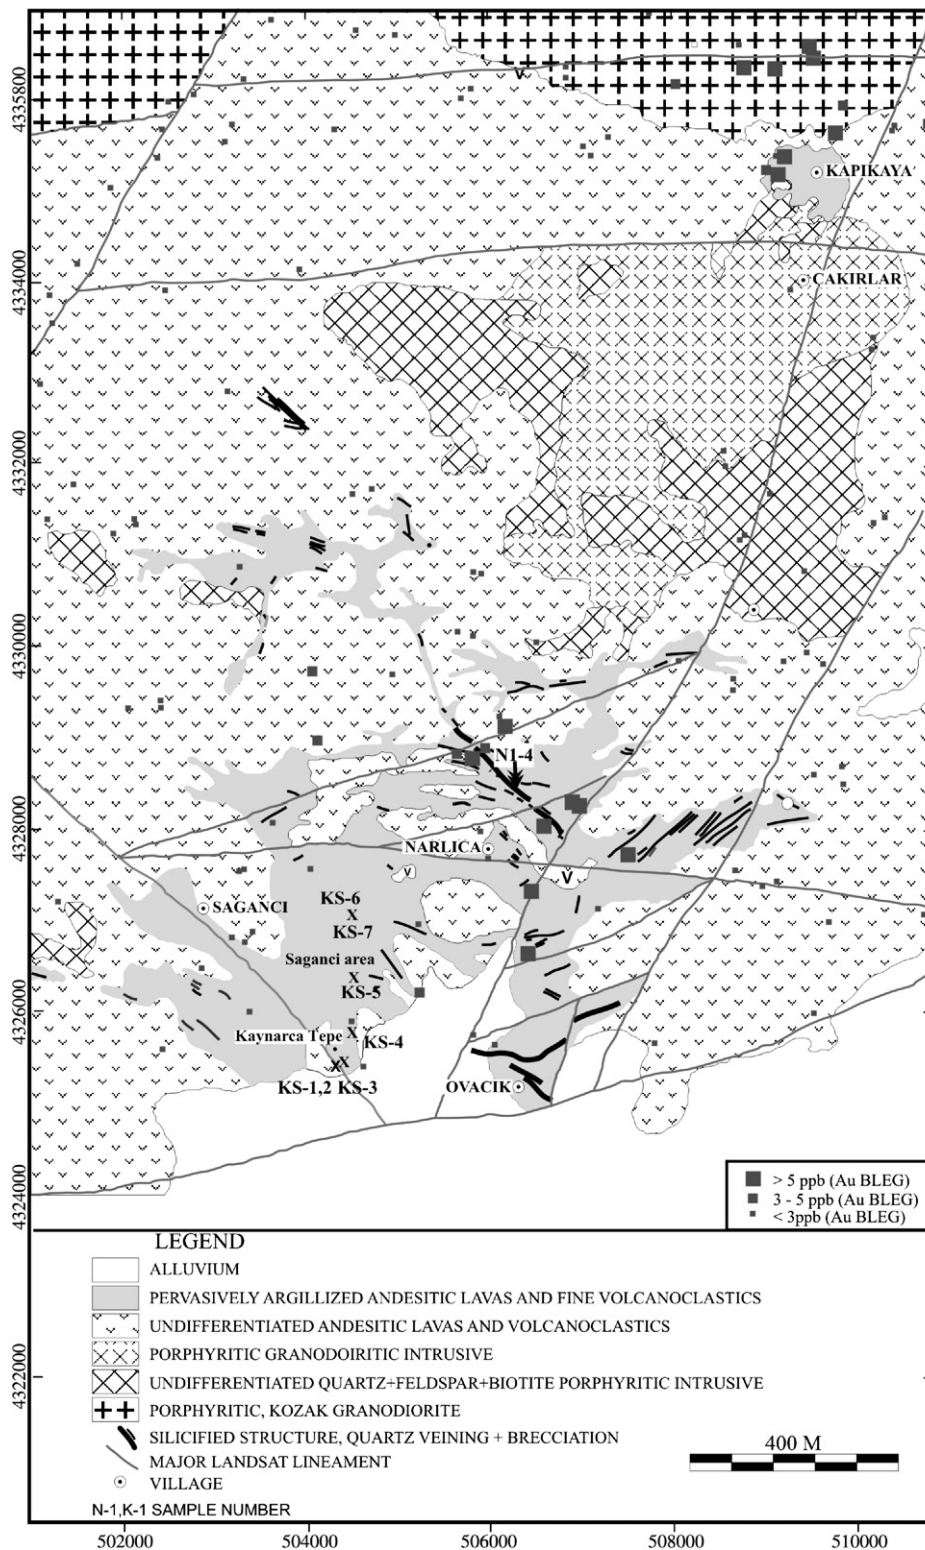 4335800
4334000
4332000
4330000
4328000
4326000
4324000
4322000
V
KAPIKAYA
CAKIRLAR
N1-4
NARLICA
V
V
SAGANCI
KS-6
X
KS-7
Saganci area
X
KS-5
Kaynarca Tepe
X
KS-4
X X
KS-1,2 KS-3
OVACIK
> 5 ppb (Au BLEG)
3 - 5 ppb (Au BLEG)
< 3ppb (Au BLEG)
LEGEND
ALLUVIUM
PERVASIVELY ARGILLIZED ANDESITIC LAVAS AND FINE VOLCANOCLASTICS
UNDIFFERENTIATED ANDESITIC LAVAS AND VOLCANOCLASTICS
PORPHYRITIC GRANODOIRITIC INTRUSIVE
UNDIFFERENTIATED QUARTZ+FELDSPAR+BIOTITE PORPHYRITIC INTRUSIVE
PORPHYRITIC, KOZAK GRANODIORITE
SILICIFIED STRUCTURE, QUARTZ VEINING + BRECCIATION
MAJOR LANDSAT LINEAMENT
VILLAGE
N-1,K-1 SAMPLE NUMBER
400 M
502000 504000 506000 508000 510000